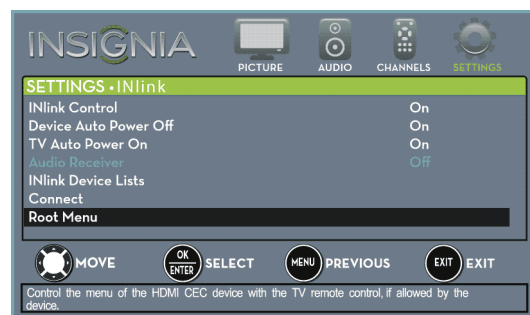 INSIGNIA
PICTURE AUDIO CHANNELS SETTINGS
SETTINGS • INlink
INlink Control On
Device Auto Power Off On
TV Auto Power On On
Audio Receiver Off
INlink Device Lists
Connect
Root Menu
MOVE OK ENTER SELECT MENU PREVIOUS EXIT EXIT
Control the menu of the HDMI CEC device with the TV remote control, if allowed by the
device.